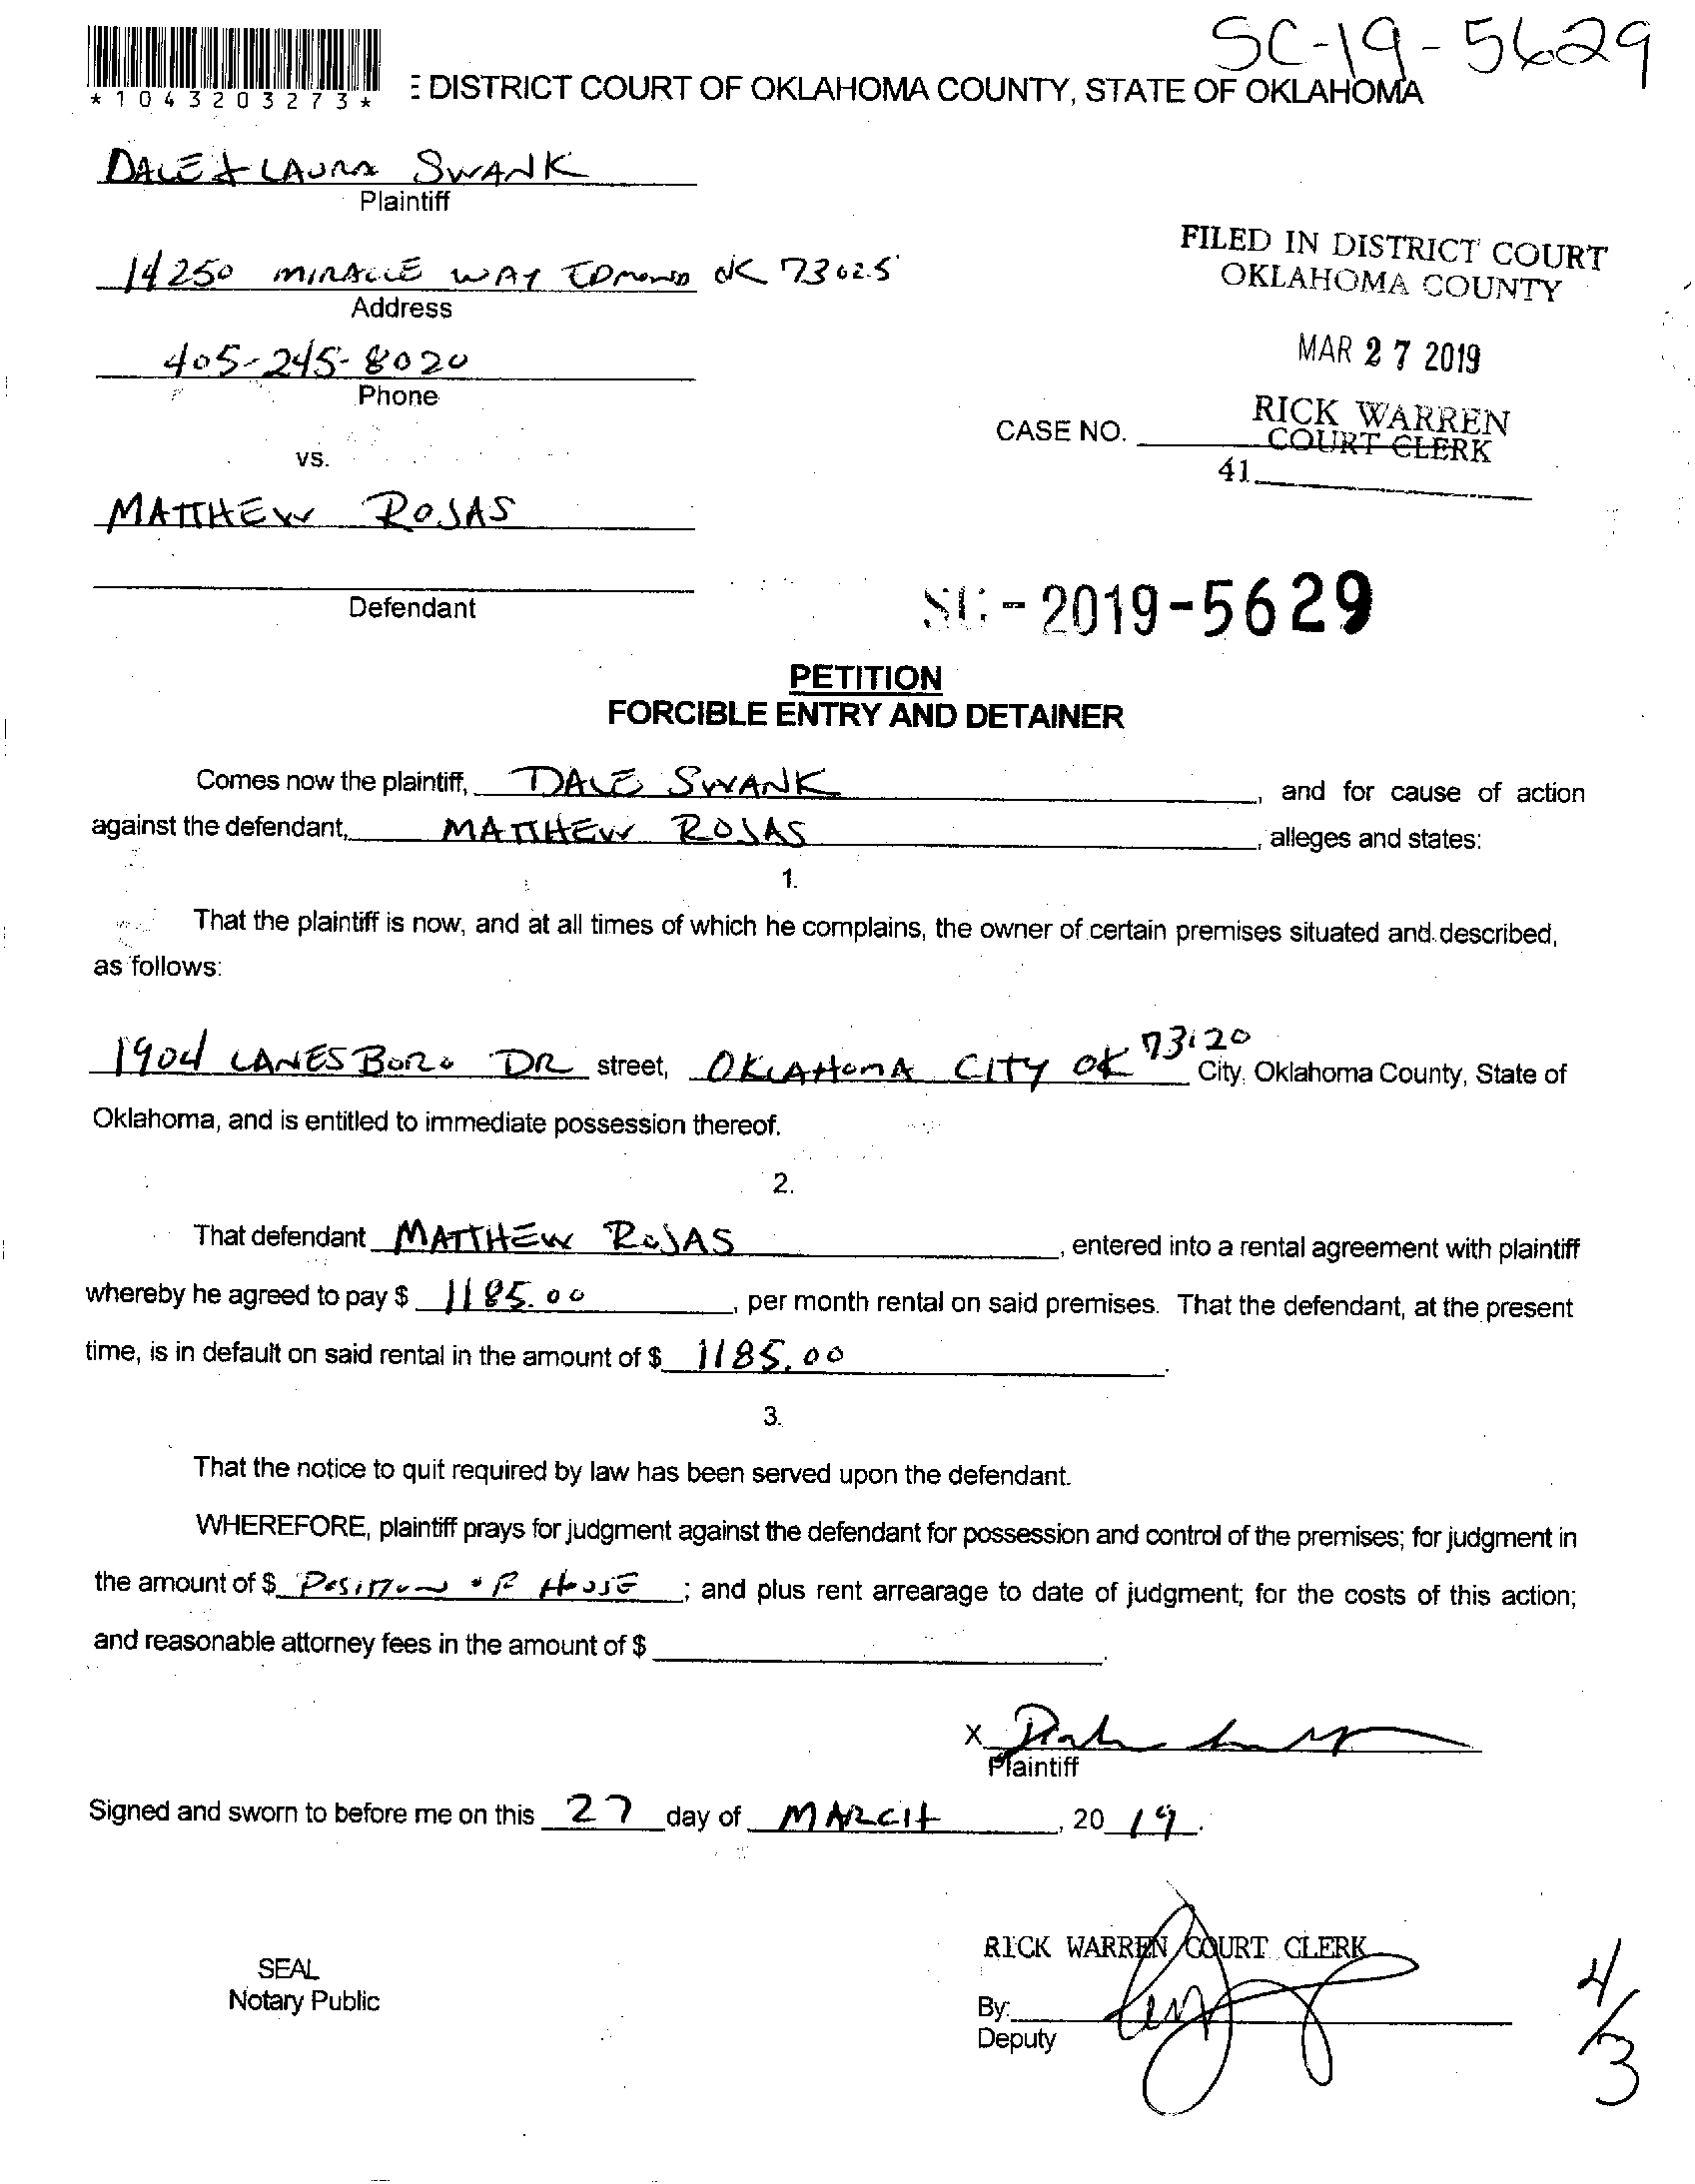 SC-19-5629
*1043203273*
E DISTRICT COURT OF OKLAHOMA COUNTY, STATE OF OKLAHOMA
DALE & LAURA SWANK
Plaintiff
14250 MIRACLE WAY EDMOND OK 73025
Address
FILED IN DISTRICT COURT
OKLAHOMA COUNTY
405-245-8020
Phone
MAR 27 2019
RICK WARREN
COURT CLERK
CASE NO.
41
vs.
MATTHEW ROJAS
Defendant
SC-2019-5629
PETITION
FORCIBLE ENTRY AND DETAINER
Comes now the plaintiff, DALE SWANK, and for cause of action
against the defendant, MATTHEW ROJAS, alleges and states:
1.
That the plaintiff is now, and at all times of which he complains, the owner of certain premises situated and described,
as follows:
1904 LANESBORO DR street, OKLAHOMA CITY OK 73120 City, Oklahoma County, State of
Oklahoma, and is entitled to immediate possession thereof.
2.
That defendant MATTHEW ROJAS, entered into a rental agreement with plaintiff
whereby he agreed to pay $ 1185.00, per month rental on said premises. That the defendant, at the present
time, is in default on said rental in the amount of $ 1185.00.
3.
That the notice to quit required by law has been served upon the defendant.
WHEREFORE, plaintiff prays for judgment against the defendant for possession and control of the premises; for judgment in
the amount of $ POSITION OF HOUSE; and plus rent arrearage to date of judgment; for the costs of this action;
and reasonable attorney fees in the amount of $ .
X
Plaintiff
Signed and sworn to before me on this 27 day of MARCH, 20 19.
RICK WARREN COURT CLERK
SEAL
Notary Public
By:
Deputy
4/3